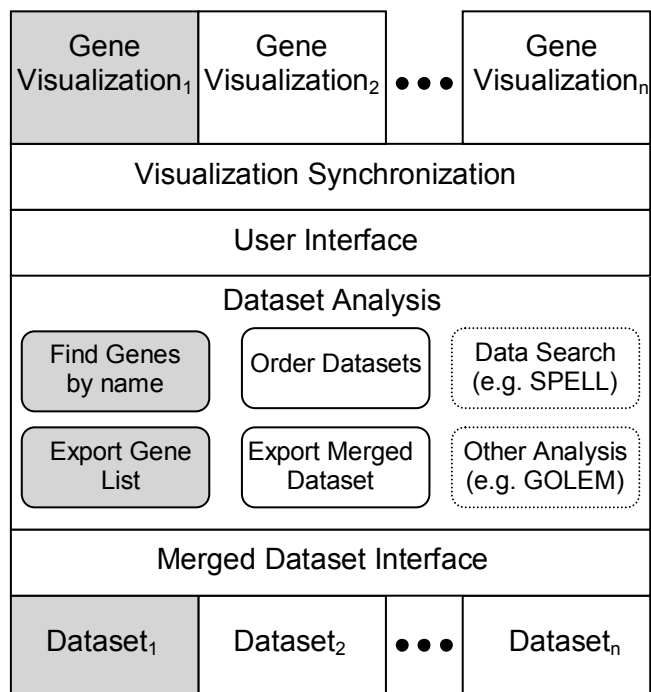 Gene
Visualization₁
Gene
Visualization₂
Gene
Visualizationₙ
Visualization Synchronization
User Interface
Dataset Analysis
Find Genes
by name
Order Datasets
Data Search
(e.g. SPELL)
Export Gene
List
Export Merged
Dataset
Other Analysis
(e.g. GOLEM)
Merged Dataset Interface
Dataset₁
Dataset₂
Datasetₙ